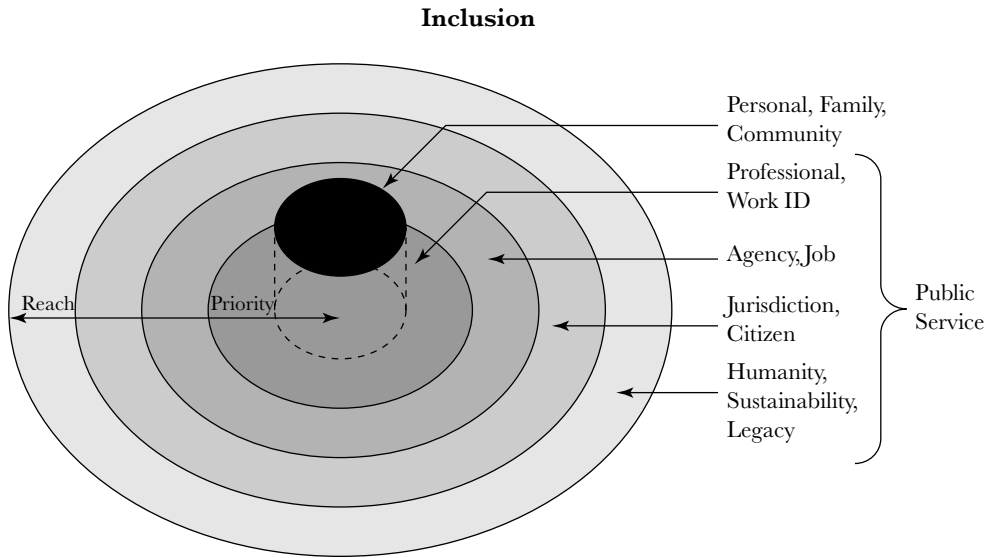 Inclusion
Personal, Family,
Community
Professional,
Work ID
Agency, Job
Reach
Priority
Jurisdiction,
Citizen
Public
Service
Humanity,
Sustainability,
Legacy